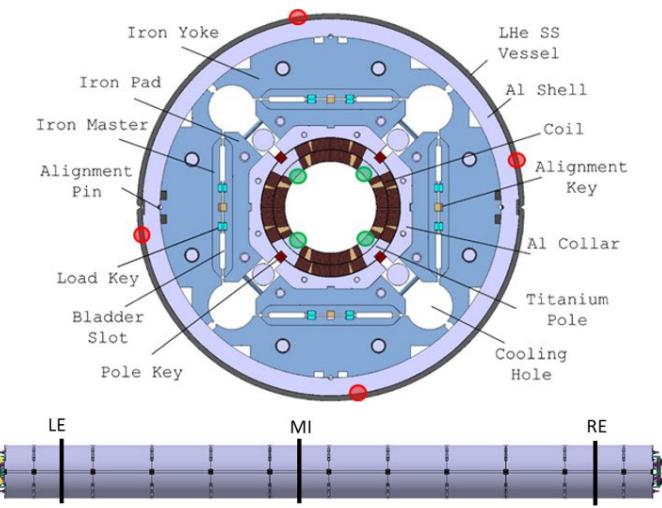 Iron Yoke
Iron Pad
Iron Master
Alignment
Pin
Load Key
Bladder
Slot
Pole Key
LHe SS
Vessel
Al Shell
Coil
Alignment
Key
Al Collar
Titanium
Pole
Cooling
Hole
LE
MI
RE